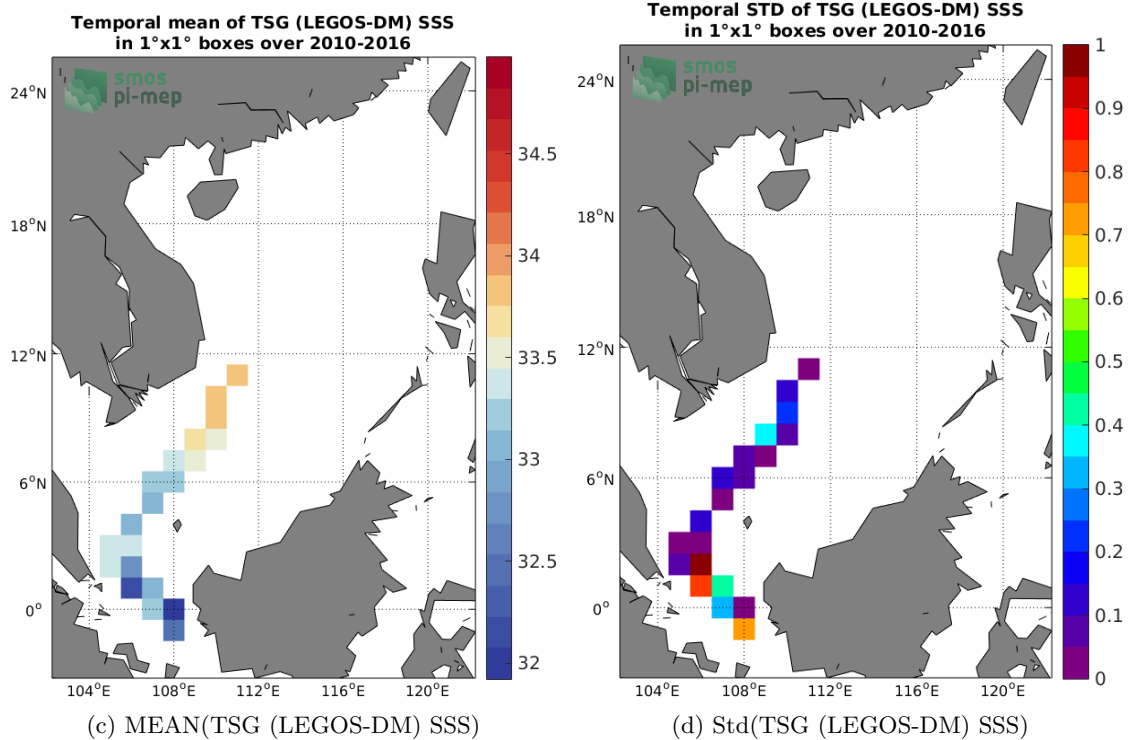 Temporal mean of TSG (LEGOS-DM) SSS
in 1°x1° boxes over 2010-2016
smos
pi-mep
24°N
18°N
12°N
6°N
0°
104°E
108°E
112°E
116°E
120°E
34.5
34
33.5
33
32.5
32
(c) MEAN(TSG (LEGOS-DM) SSS)
Temporal STD of TSG (LEGOS-DM) SSS
in 1°x1° boxes over 2010-2016
smos
pi-mep
24°N
18°N
12°N
6°N
0°
104°E
108°E
112°E
116°E
120°E
1
0.9
0.8
0.7
0.6
0.5
0.4
0.3
0.2
0.1
0
(d) Std(TSG (LEGOS-DM) SSS)